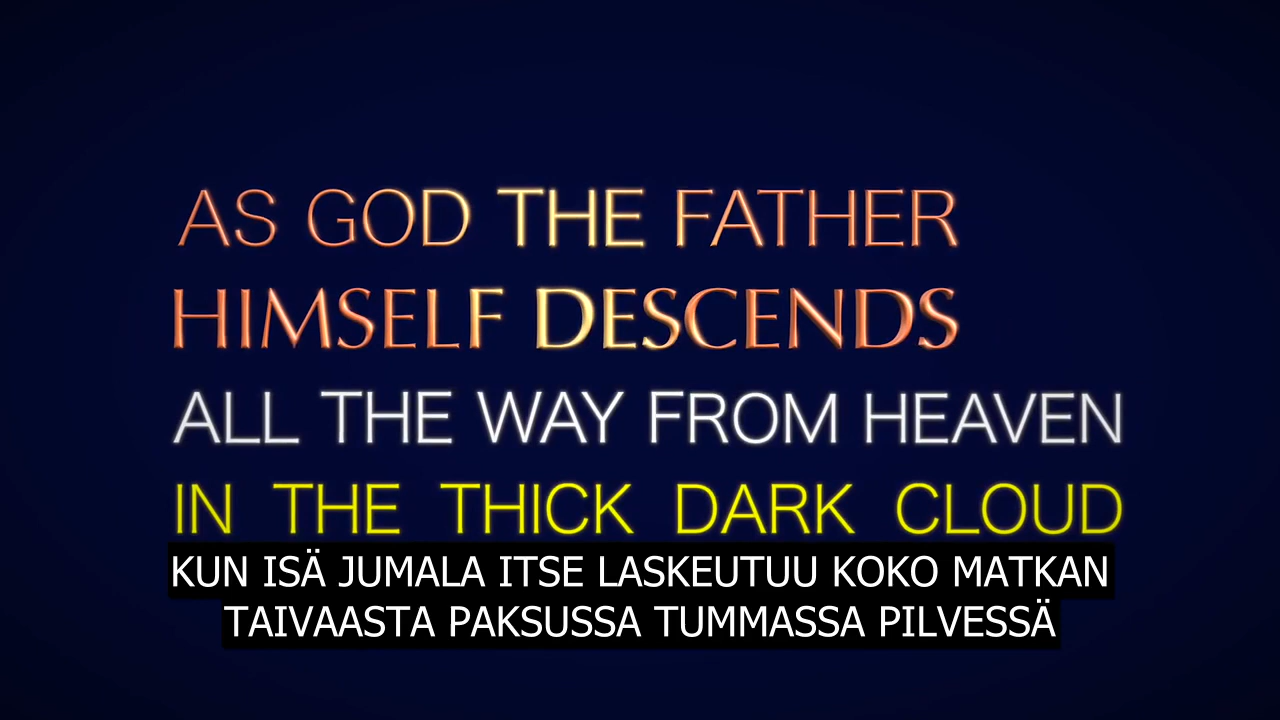 AS GOD THE FATHER
HIMSELF DESCENDS
ALL THE WAY FROM HEAVEN
IN THE THICK DARK CLOUD
KUN ISÄ JUMALA ITSE LASKEUTUU KOKO MATKAN
TAIVAASTA PAKSUSSA TUMMASSA PILVESSÄ